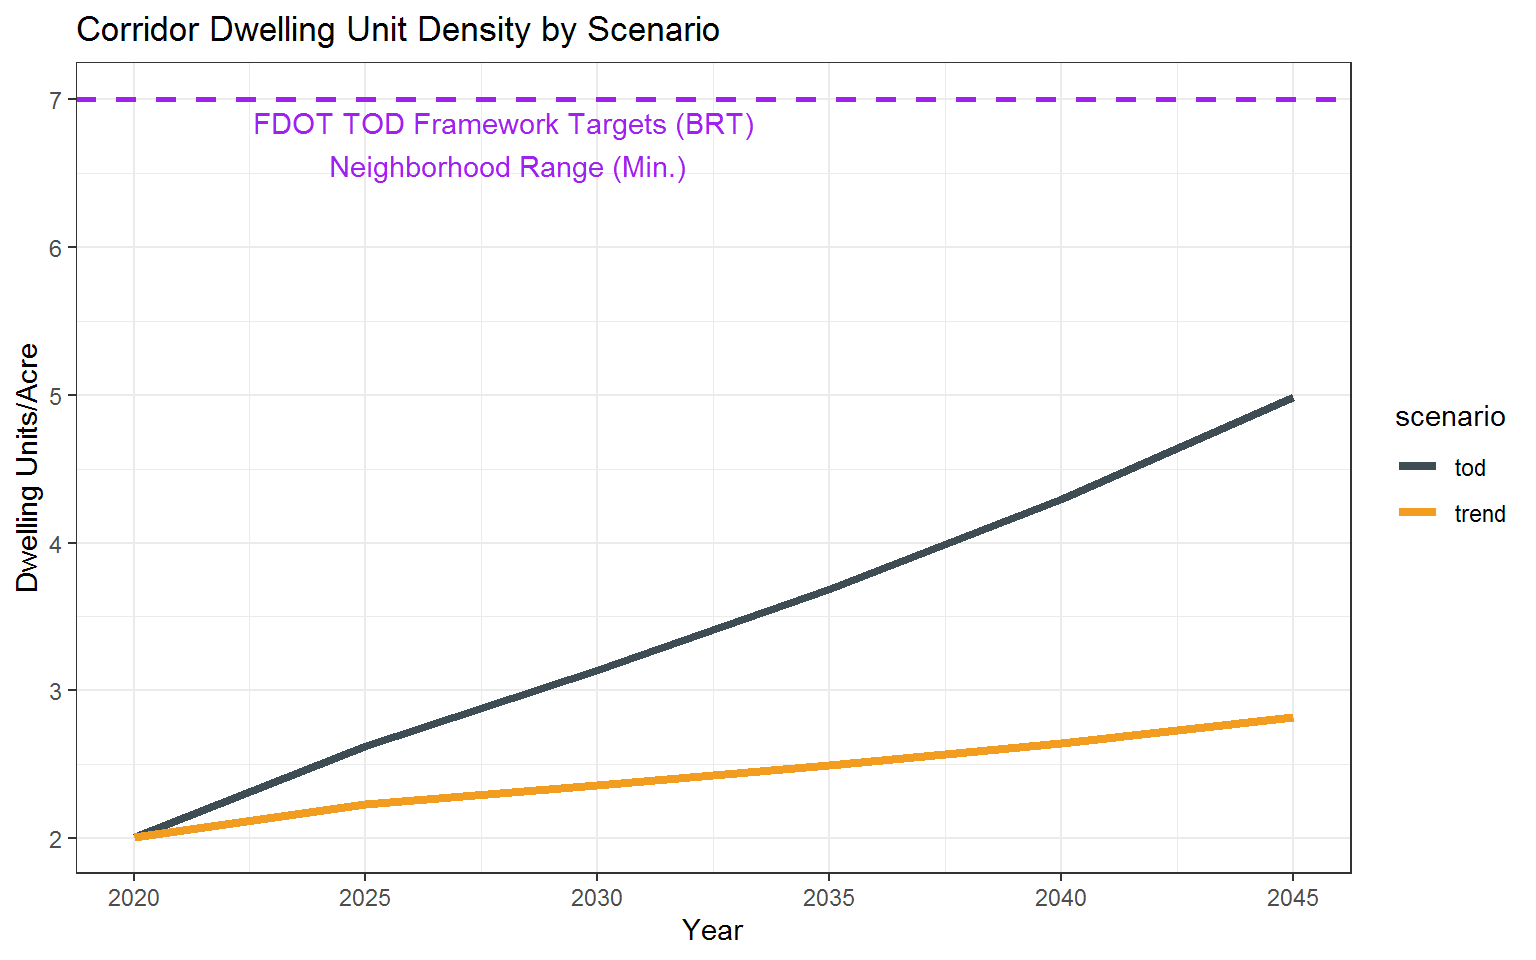 Corridor Dwelling Unit Density by Scenario
7
FDOT TOD Framework Targets (BRT)
Neighborhood Range (Min.)
6
5
4
3
2
Dwelling Units/Acre
scenario
tod
trend
2020 2025 2030 2035 2040 2045
Year